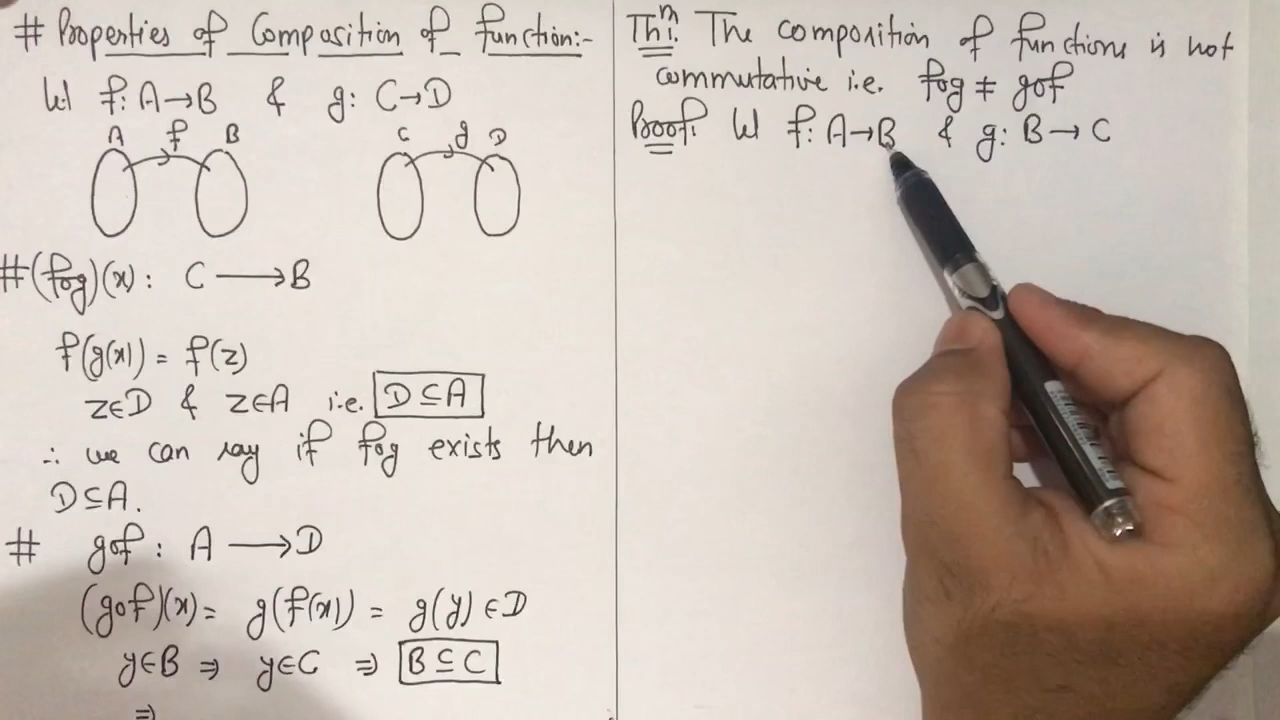 # Properties of Composition of function:-
Let f: A→B & g: C→D
A f B C g D
#(fog)(x): C ⟶ B
f(g(x)) = f(z)
z∈D & z∈A i.e. D⊆A
∴ we can say if fog exists then
D⊆A.
# gof : A ⟶ D
(gof)(x) = g(f(x)) = g(y) ∈D
y∈B ⇒ y∈C ⇒ B⊆C
⇒
Thm1. The composition of functions is not
commutative i.e. fog ≠ gof
Proof: Let f: A→B & g: B→C